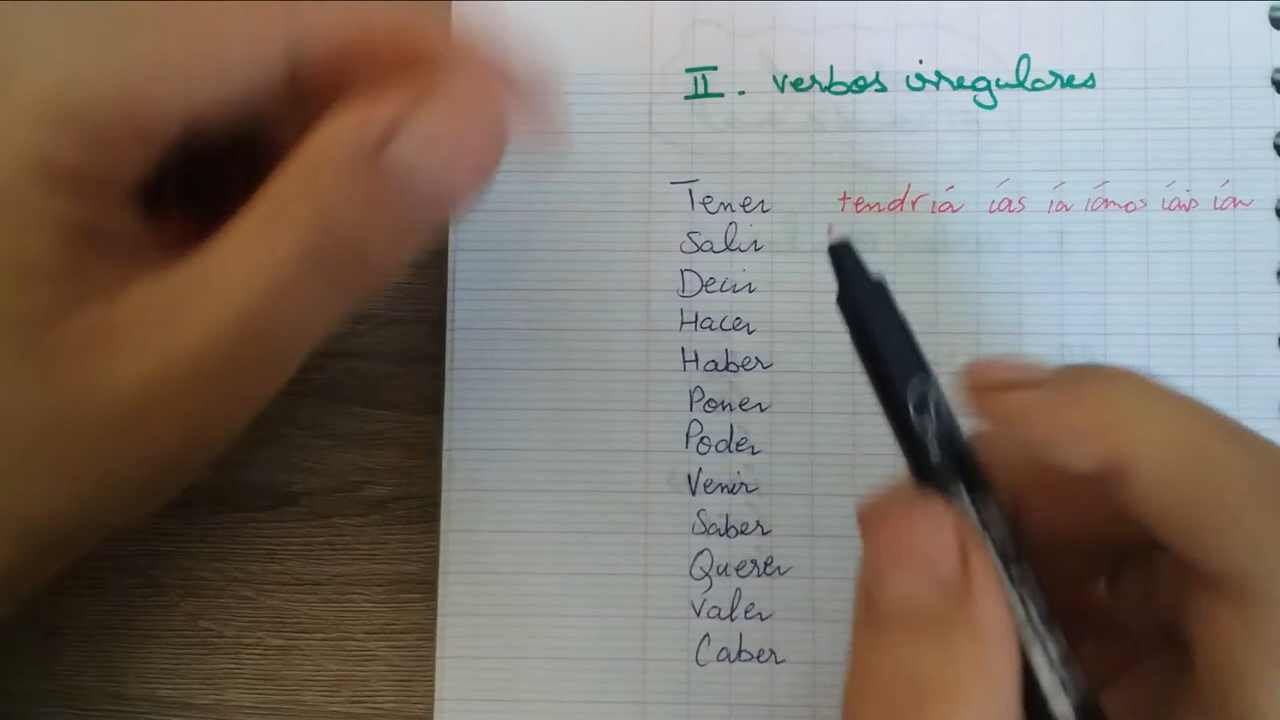 II. verbos irregulares
Tener tendría ías ía íamos íais ían
Salir
Decir
Hacer
Haber
Poner
Poder
Venir
Saber
Querer
Valer
Caber